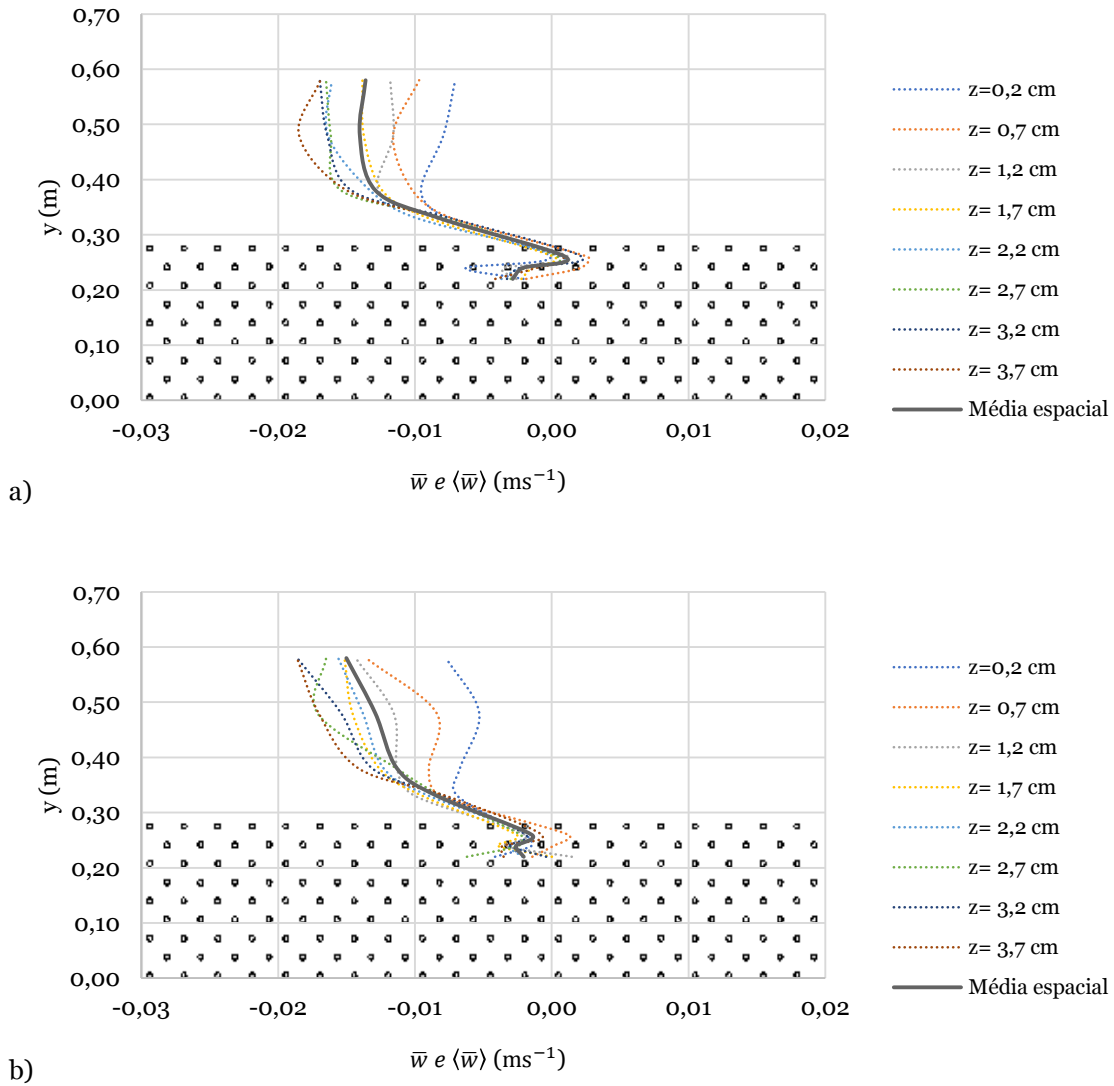 0,70
0,60
0,50
0,40
0,30
0,20
0,10
0,00
y (m)
-0,03 -0,02 -0,01 0,00 0,01 0,02
w̅ e ⟨w̅⟩ (ms⁻¹)
z=0,2 cm
z= 0,7 cm
z= 1,2 cm
z= 1,7 cm
z= 2,2 cm
z= 2,7 cm
z= 3,2 cm
z= 3,7 cm
Média espacial
a)
0,70
0,60
0,50
0,40
0,30
0,20
0,10
0,00
y (m)
-0,03 -0,02 -0,01 0,00 0,01 0,02
w̅ e ⟨w̅⟩ (ms⁻¹)
z=0,2 cm
z= 0,7 cm
z= 1,2 cm
z= 1,7 cm
z= 2,2 cm
z= 2,7 cm
z= 3,2 cm
z= 3,7 cm
Média espacial
b)